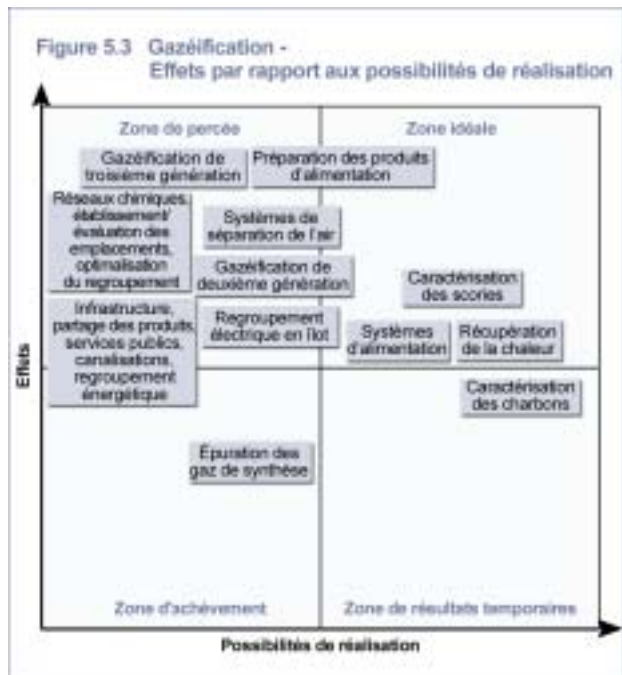 Figure 5.3 Gazéification -
Effets par rapport aux possibilités de réalisation
Zone de percée
Zone idéale
Gazéification de
troisième génération
Préparation des produits
d'alimentation
Réseaux chimiques,
établissement/
évaluation des
emplacements,
optimalisation
du regroupement
Systèmes de
séparation de l'air
Gazéification de
deuxième génération
Caractérisation
des scories
Infrastructure,
partage des produits,
services publics,
canalisations,
regroupement
énergétique
Regroupement
électrique en îlot
Systèmes
d'alimentation
Récupération
de la chaleur
Effets
Caractérisation
des charbons
Épuration des
gaz de synthèse
Zone d'achèvement
Zone de résultats temporaires
Possibilités de réalisation